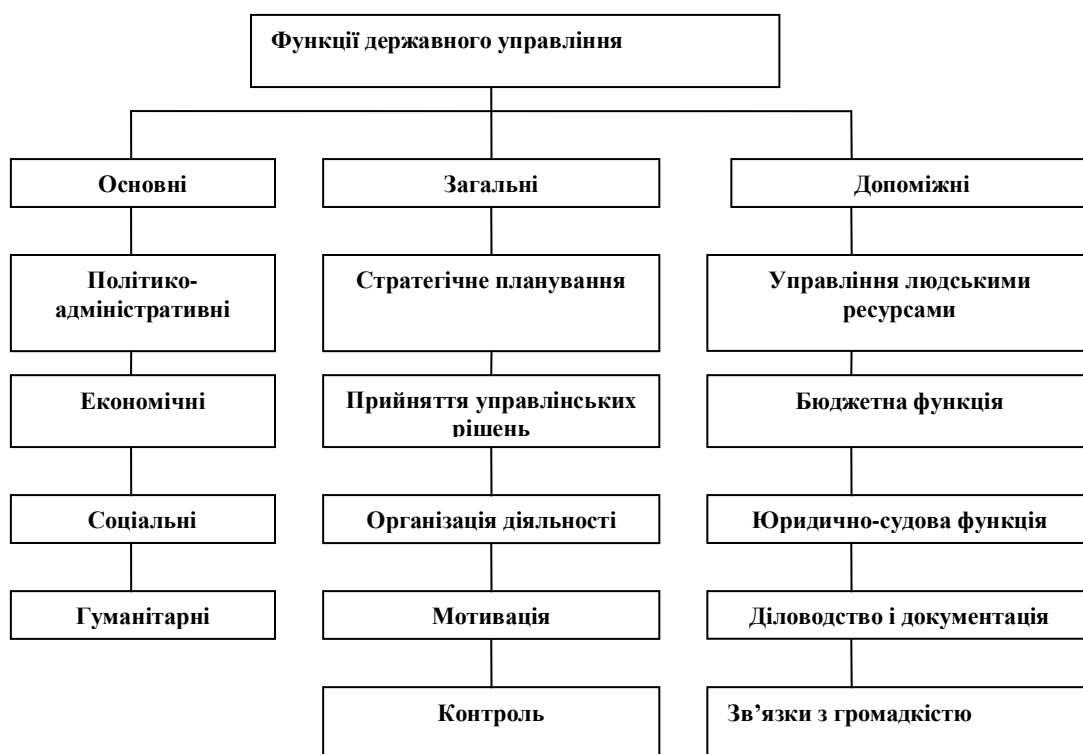 Функції державного управління
Основні
Загальні
Допоміжні
Політико-
адміністративні
Стратегічне планування
Управління людськими
ресурсами
Економічні
Прийняття управлінських
рішень
Бюджетна функція
Соціальні
Організація діяльності
Юридично-судова функція
Гуманітарні
Мотивація
Діловодство і документація
Контроль
Зв’язки з громадкістю